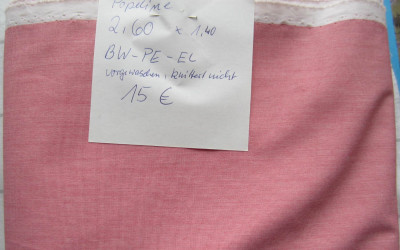 Popeline
2,60 x 1,40
BW-PE-EL
vorgewaschen, knittert nicht
15 €